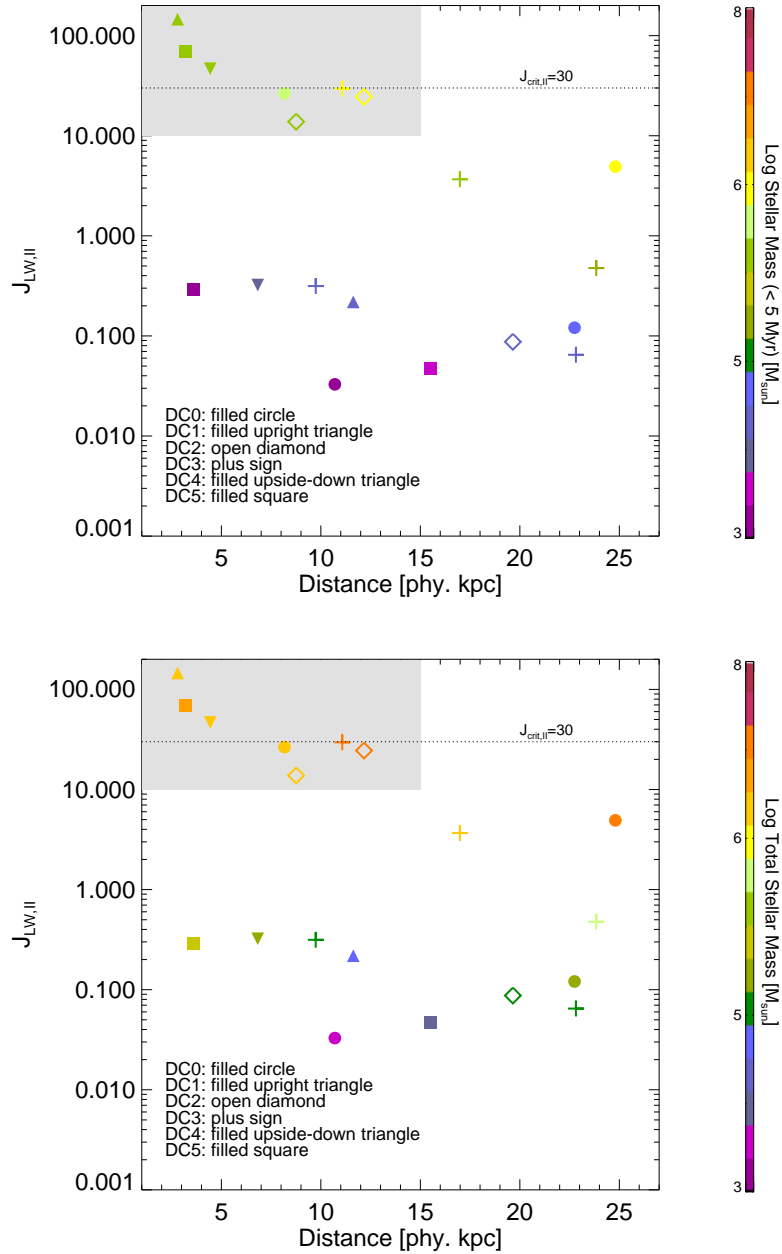 100.000
10.000
1.000
0.100
0.010
0.001
J_LW,II
J_crit,II=30
DC0: filled circle
DC1: filled upright triangle
DC2: open diamond
DC3: plus sign
DC4: filled upside-down triangle
DC5: filled square
5 10 15 20 25
Distance [phy. kpc]
8
6
5
3
Log Stellar Mass (< 5 Myr) [M_sun]
100.000
10.000
1.000
0.100
0.010
0.001
J_LW,II
J_crit,II=30
DC0: filled circle
DC1: filled upright triangle
DC2: open diamond
DC3: plus sign
DC4: filled upside-down triangle
DC5: filled square
5 10 15 20 25
Distance [phy. kpc]
8
6
5
3
Log Total Stellar Mass [M_sun]